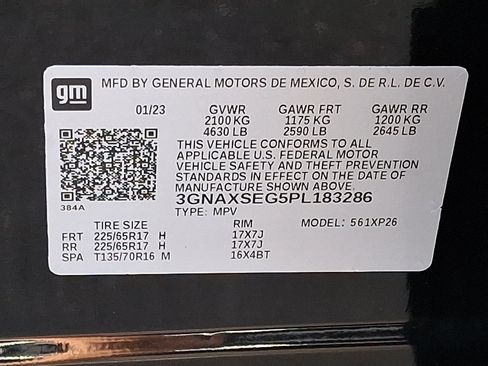 gm
MFD BY GENERAL MOTORS DE MEXICO, S. DE R.L. DE C.V.
01/23 GVWR GAWR FRT GAWR RR
2100 KG 1175 KG 1200 KG
4630 LB 2590 LB 2645 LB
THIS VEHICLE CONFORMS TO ALL
APPLICABLE U.S. FEDERAL MOTOR
VEHICLE SAFETY AND THEFT PREVENTION
STANDARDS IN EFFECT ON THE DATE OF
MANUFACTURE SHOWN ABOVE.
3GNAXSEG5PL183286
384A
TYPE: MPV
TIRE SIZE RIM MODEL: 561XP26
FRT 225/65R17 H 17X7J
RR 225/65R17 H 17X7J
SPA T135/70R16 M 16X4BT